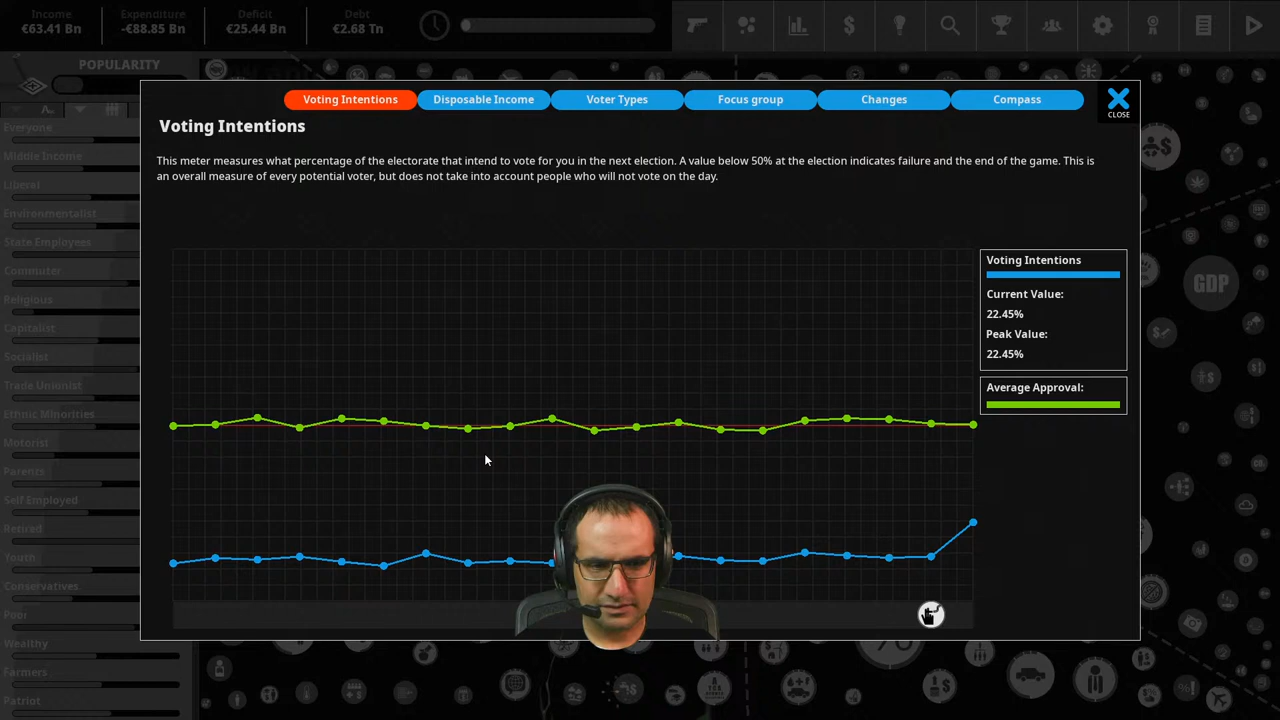 Income
€63.41 Bn
Expenditure
-€88.85 Bn
Deficit
€25.44 Bn
Debt
€2.68 Tn
POPULARITY
Everyone
Middle Income
Liberal
Environmentalist
State Employees
Commuter
Religious
Capitalist
Socialist
Trade Unionist
Ethnic Minorities
Motorist
Parents
Self Employed
Retired
Youth
Conservatives
Poor
Wealthy
Farmers
Patriot
Voting Intentions
Disposable Income
Voter Types
Focus group
Changes
Compass
CLOSE
Voting Intentions
This meter measures what percentage of the electorate that intend to vote for you in the next election. A value below 50% at the election indicates failure and the end of the game. This is
an overall measure of every potential voter, but does not take into account people who will not vote on the day.
Voting Intentions
Current Value:
22.45%
Peak Value:
22.45%
Average Approval:
GDP